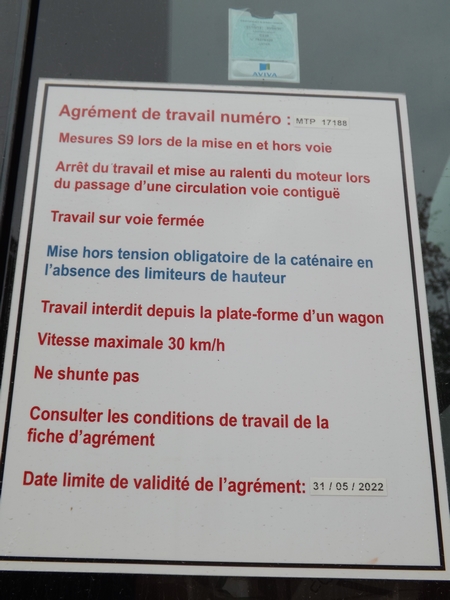 AVIVA
Agrément de travail numéro : MTP 17188
Mesures S9 lors de la mise en et hors voie
Arrêt du travail et mise au ralenti du moteur lors
du passage d'une circulation voie contiguë
Travail sur voie fermée
Mise hors tension obligatoire de la caténaire en
l'absence des limiteurs de hauteur
Travail interdit depuis la plate-forme d'un wagon
Vitesse maximale 30 km/h
Ne shunte pas
Consulter les conditions de travail de la
fiche d'agrément
Date limite de validité de l'agrément: 31 / 05 / 2022